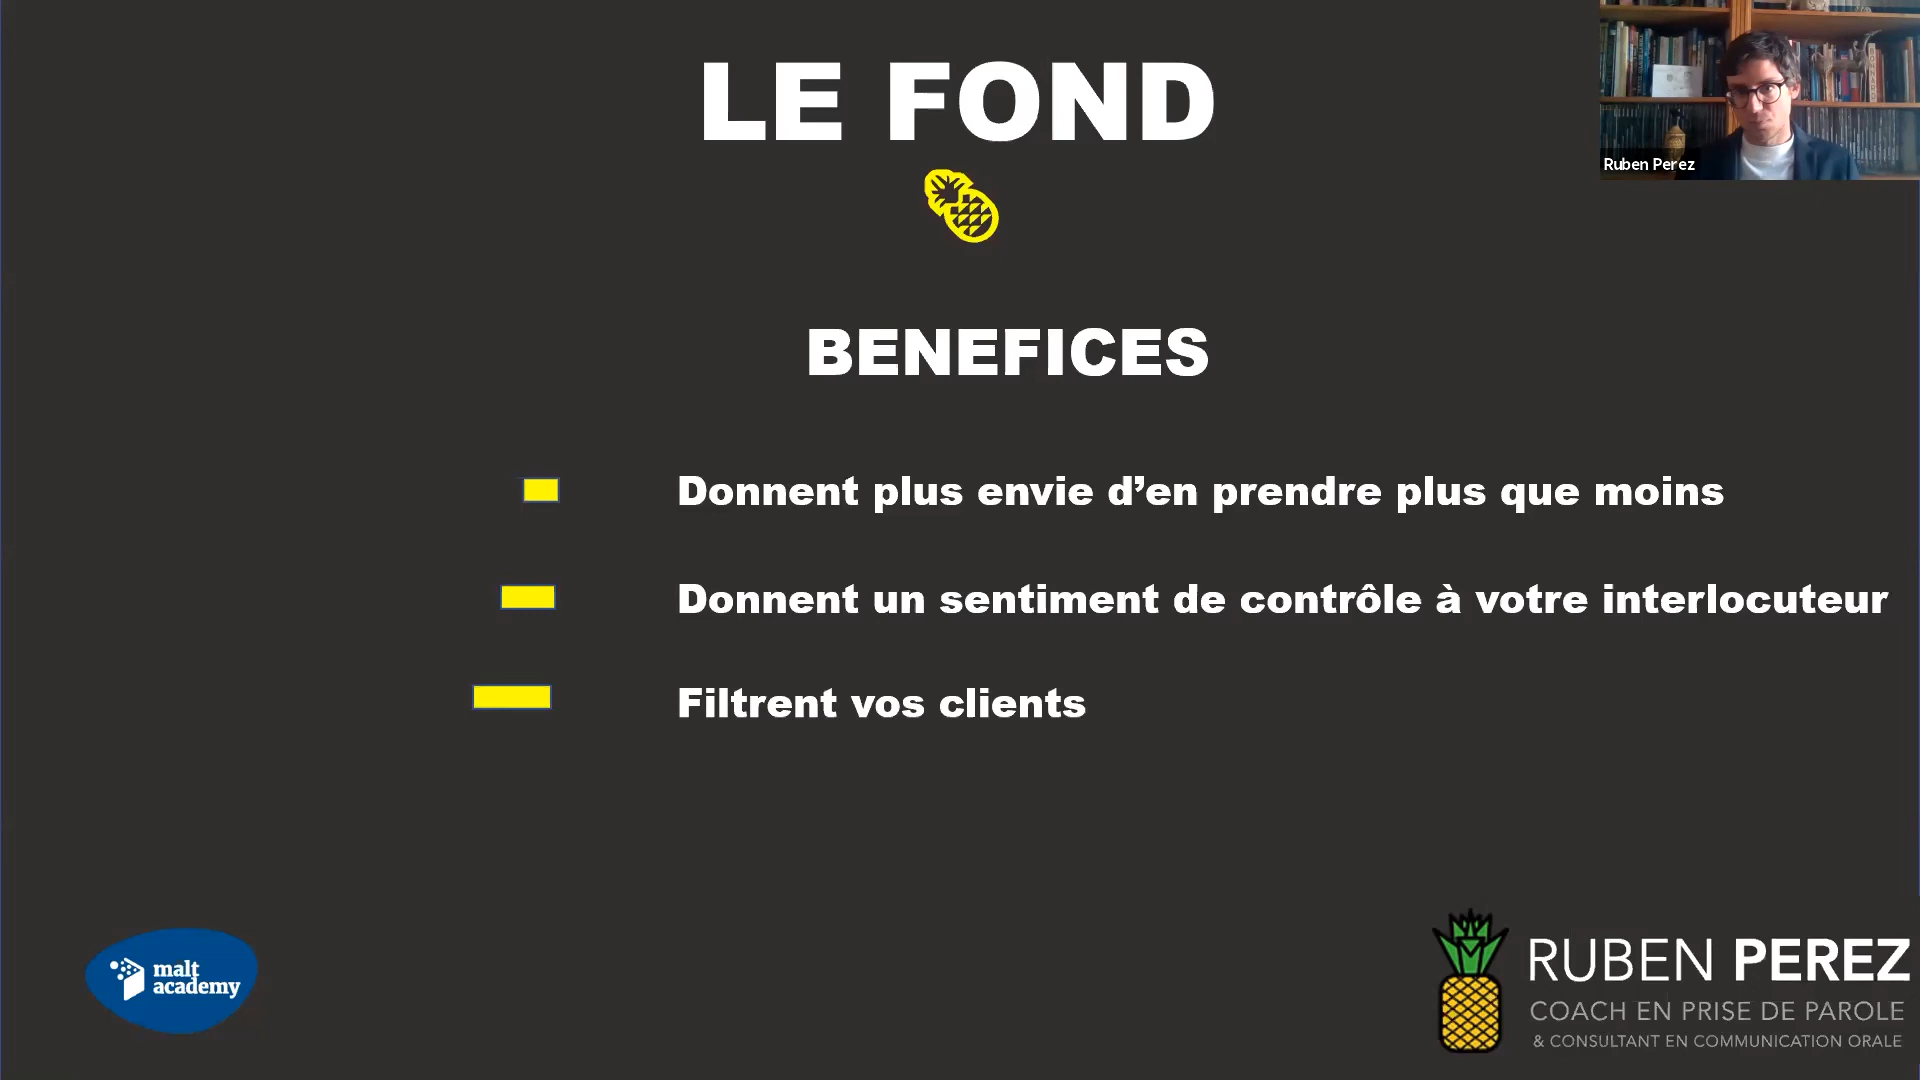 LE FOND
Ruben Perez
BENEFICES
Donnent plus envie d’en prendre plus que moins
Donnent un sentiment de contrôle à votre interlocuteur
Filtrent vos clients
malt
academy
RUBEN PEREZ
COACH EN PRISE DE PAROLE
& CONSULTANT EN COMMUNICATION ORALE